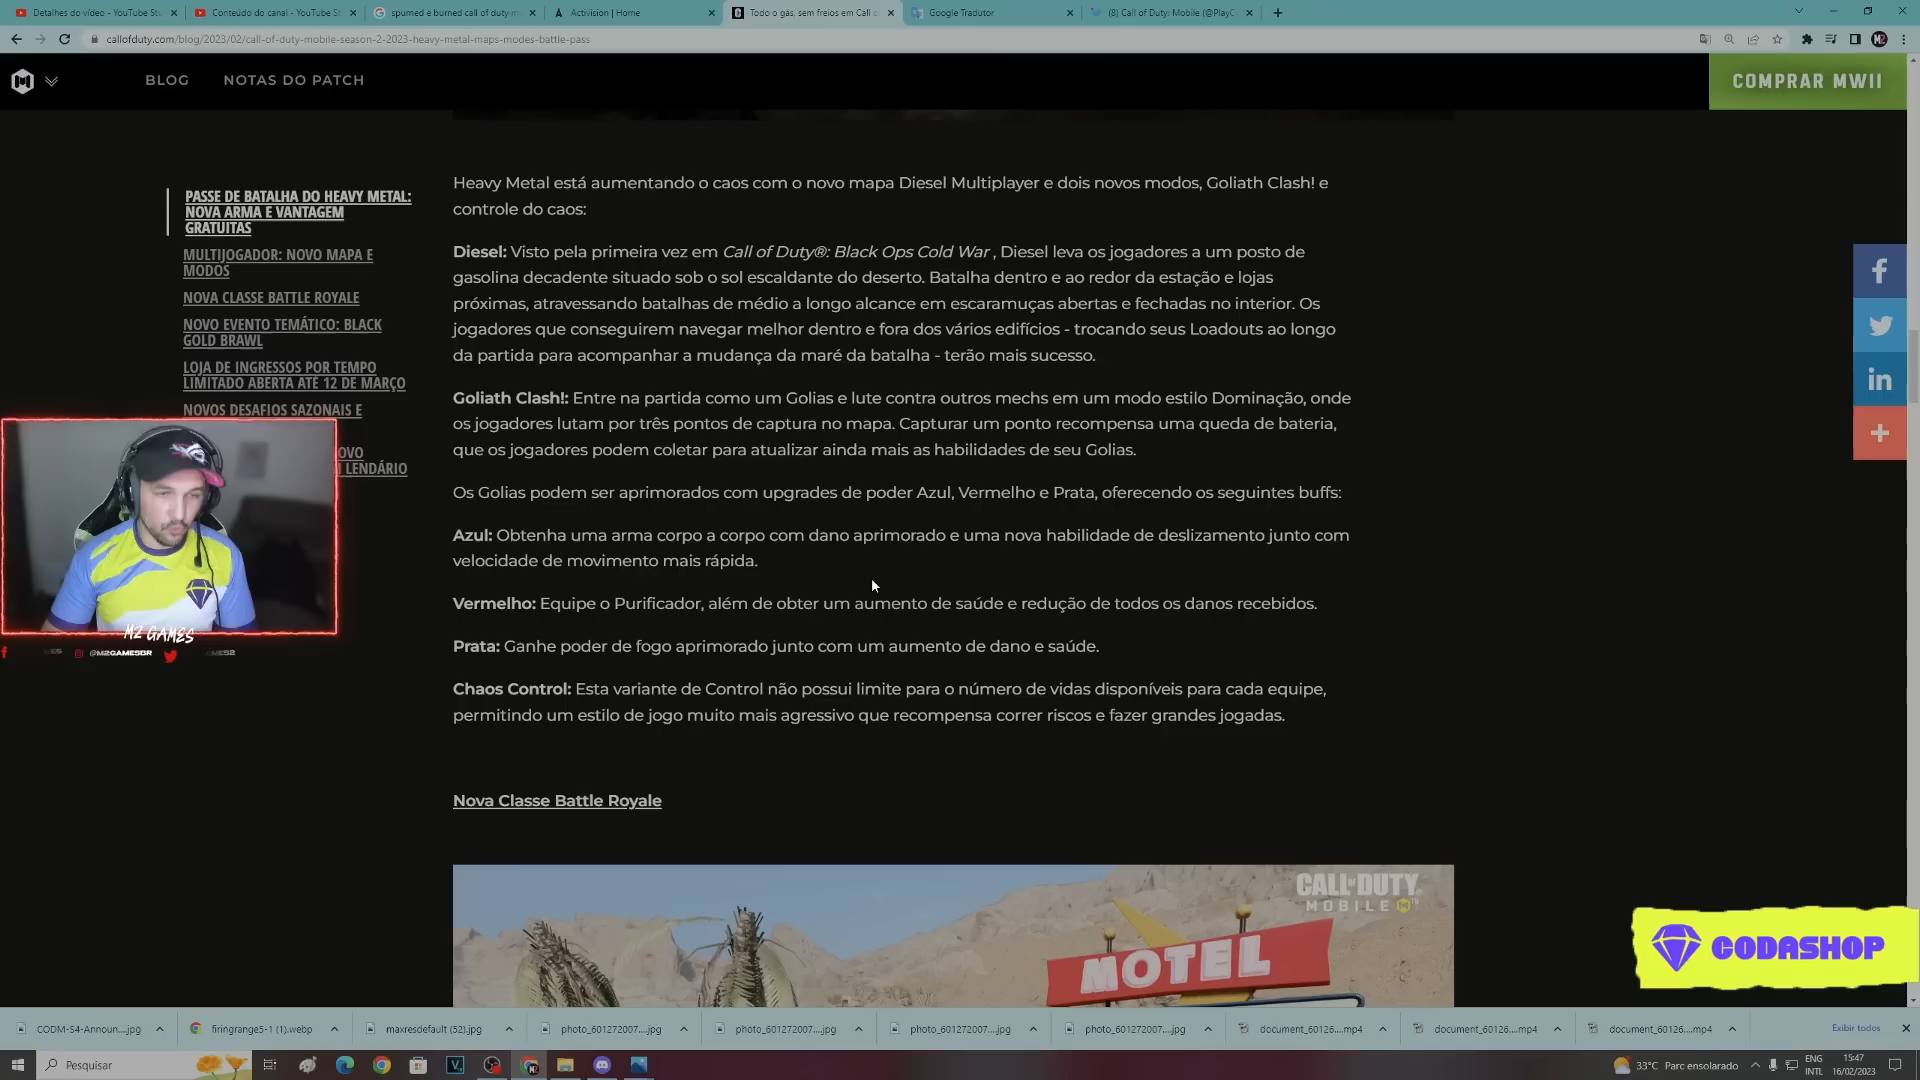 Detalhes do vídeo - YouTube Stu
Conteúdo do canal - YouTube S
spurned e burned call of duty m
Activision | Home
Todo o gás, sem freios em Call o
Google Tradutor
(8) Call of Duty: Mobile (@PlayC
callofduty.com/blog/2023/02/call-of-duty-mobile-season-2-2023-heavy-metal-maps-modes-battle-pass
BLOG
NOTAS DO PATCH
COMPRAR MWII
PASSE DE BATALHA DO HEAVY METAL:
NOVA ARMA E VANTAGEM
GRATUITAS
MULTIJOGADOR: NOVO MAPA E
MODOS
NOVA CLASSE BATTLE ROYALE
NOVO EVENTO TEMÁTICO: BLACK
GOLD BRAWL
LOJA DE INGRESSOS POR TEMPO
LIMITADO ABERTA ATÉ 12 DE MARÇO
NOVOS DESAFIOS SAZONAIS E
OVO
LENDÁRIO
Heavy Metal está aumentando o caos com o novo mapa Diesel Multiplayer e dois novos modos, Goliath Clash! e
controle do caos:
Diesel: Visto pela primeira vez em Call of Duty®: Black Ops Cold War , Diesel leva os jogadores a um posto de
gasolina decadente situado sob o sol escaldante do deserto. Batalha dentro e ao redor da estação e lojas
próximas, atravessando batalhas de médio a longo alcance em escaramuças abertas e fechadas no interior. Os
jogadores que conseguirem navegar melhor dentro e fora dos vários edifícios - trocando seus Loadouts ao longo
da partida para acompanhar a mudança da maré da batalha - terão mais sucesso.
Goliath Clash!: Entre na partida como um Golias e lute contra outros mechs em um modo estilo Dominação, onde
os jogadores lutam por três pontos de captura no mapa. Capturar um ponto recompensa uma queda de bateria,
que os jogadores podem coletar para atualizar ainda mais as habilidades de seu Golias.
Os Golias podem ser aprimorados com upgrades de poder Azul, Vermelho e Prata, oferecendo os seguintes buffs:
Azul: Obtenha uma arma corpo a corpo com dano aprimorado e uma nova habilidade de deslizamento junto com
velocidade de movimento mais rápida.
Vermelho: Equipe o Purificador, além de obter um aumento de saúde e redução de todos os danos recebidos.
Prata: Ganhe poder de fogo aprimorado junto com um aumento de dano e saúde.
Chaos Control: Esta variante de Control não possui limite para o número de vidas disponíveis para cada equipe,
permitindo um estilo de jogo muito mais agressivo que recompensa correr riscos e fazer grandes jogadas.
Nova Classe Battle Royale
M2 GAMES
@M2GAMESBR
CALL OF DUTY
MOBILE
MOTEL
CODASHOP
CODM-S4-Announ....jpg
firingrange5-1 (1).webp
maxresdefault (52).jpg
photo_601272007....jpg
photo_601272007....jpg
photo_601272007....jpg
photo_601272007....jpg
document_60126....mp4
document_60126....mp4
document_60126....mp4
Exibir todos
Pesquisar
33°C Parc ensolarado
ENG
INTL
15:47
16/02/2023